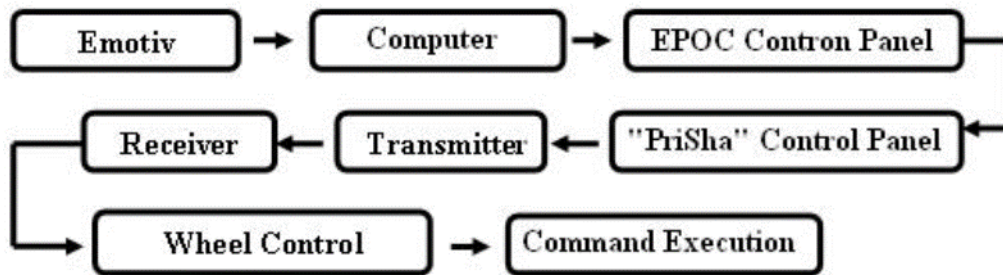 Emotiv
Computer
EPOC Contron Panel
"PriSha" Control Panel
Transmitter
Receiver
Wheel Control
Command Execution